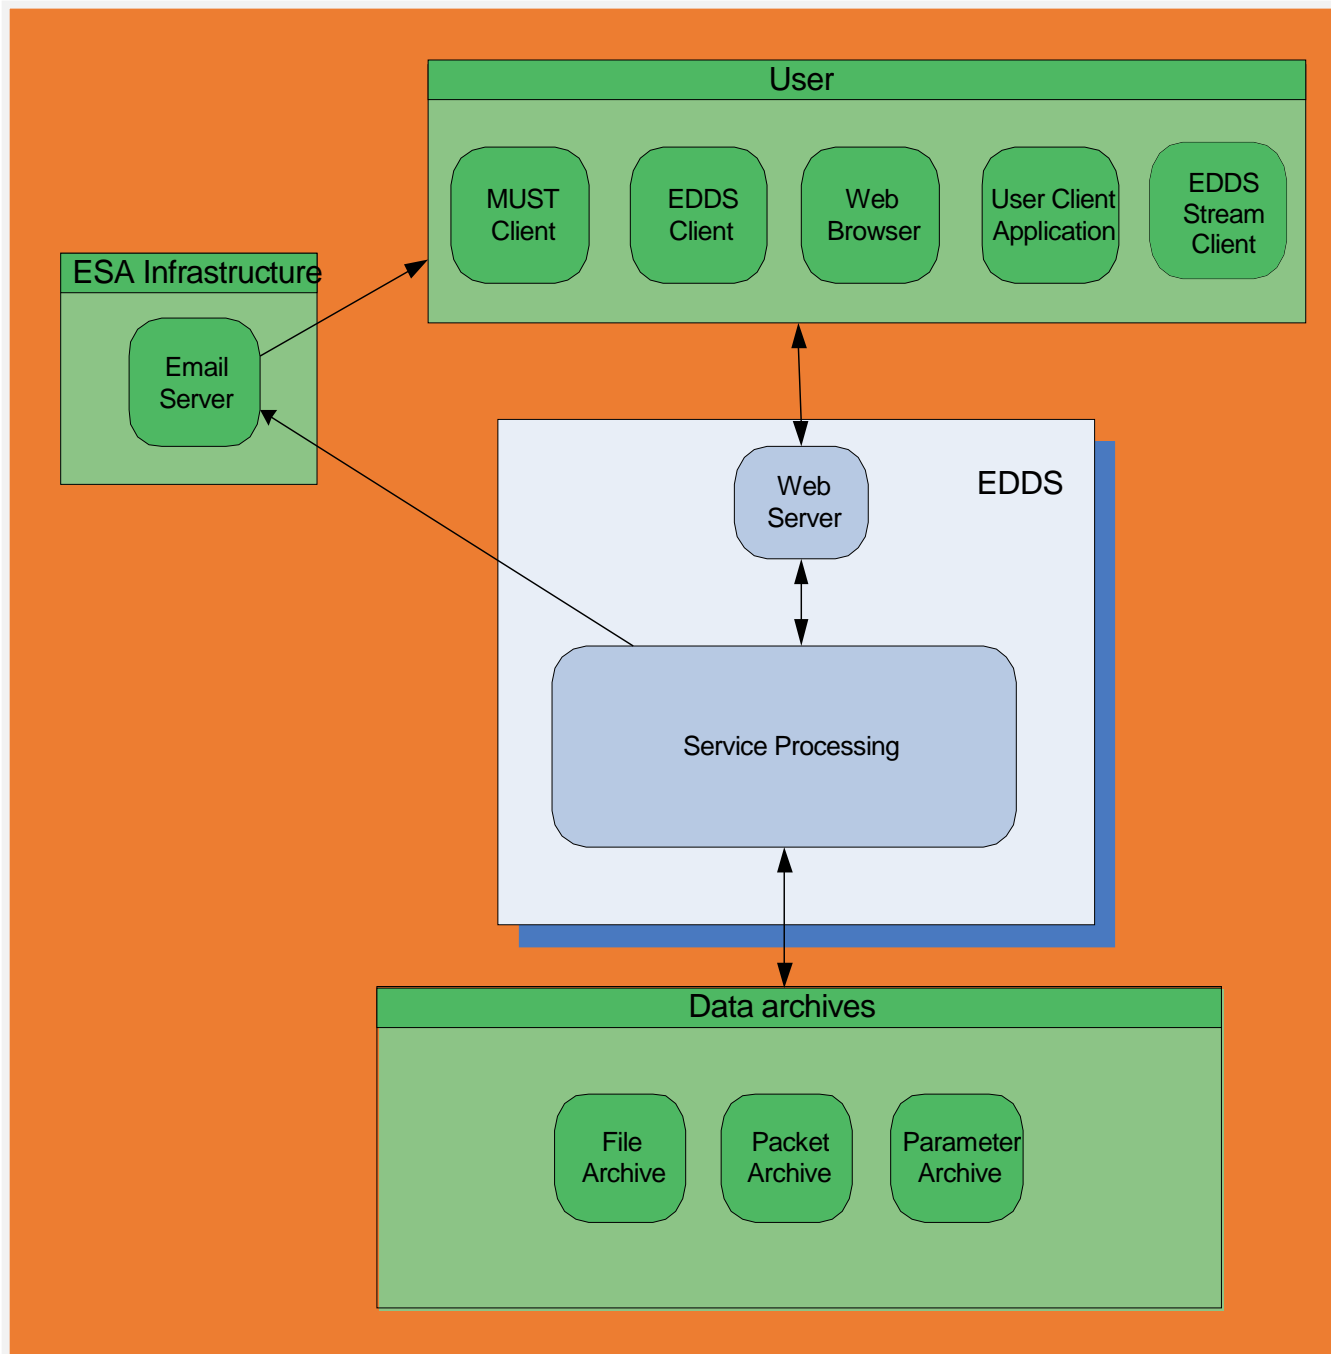 User
MUST
Client
EDDS
Client
Web
Browser
User Client
Application
EDDS
Stream
Client
ESA Infrastructure
Email
Server
EDDS
Web
Server
Service Processing
Data archives
File
Archive
Packet
Archive
Parameter
Archive